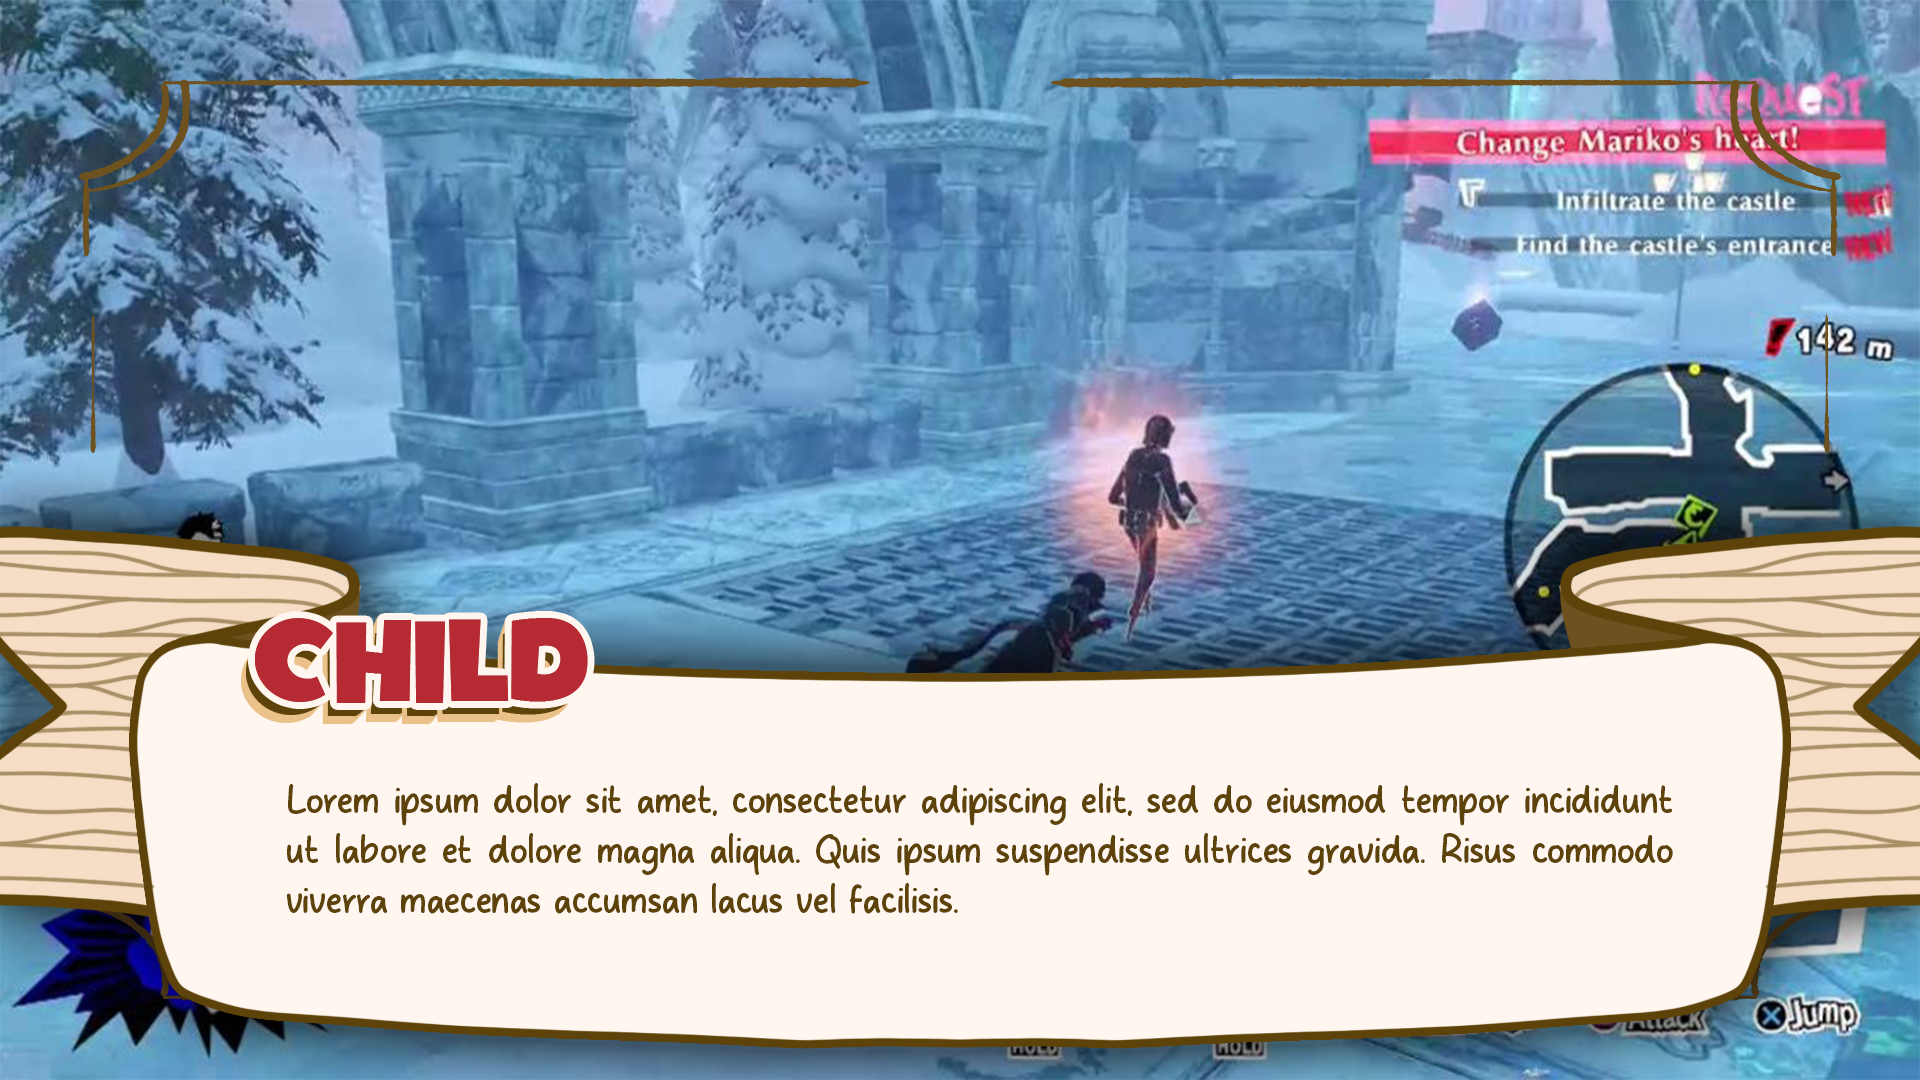 ReQUeST
Change Mariko's heart!
Infiltrate the castle
NEW
Find the castle's entrance
NEW
142 m
CHILD
Lorem ipsum dolor sit amet, consectetur adipiscing elit, sed do eiusmod tempor incididunt
ut labore et dolore magna aliqua. Quis ipsum suspendisse ultrices gravida. Risus commodo
viverra maecenas accumsan lacus vel facilisis.
Attack
Jump
HOLD
HOLD